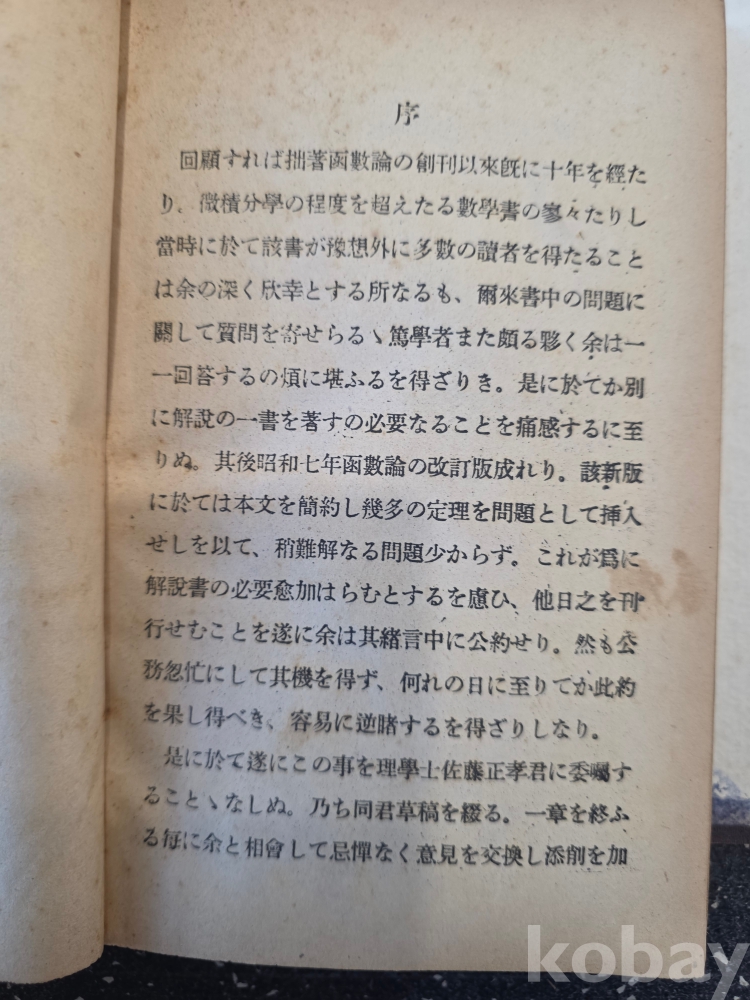 序
回顧すれば拙著函數論の創刊以來既に十年を經た
り、微積分學の程度を超えたる數學書の寥々たりし
當時に於て該書が豫想外に多數の讀者を得たること
は余の深く欣幸とする所なるも、爾來書中の問題に
關して質問を寄せらるゝ篤學者また頗る夥く余は一
一回答するの煩に堪ふるを得ざりき。是に於てか別
に解說の一書を著すの必要なることを痛感するに至
りぬ。其後昭和七年函數論の改訂版成れり。該新版
に於ては本文を簡約し幾多の定理を問題として挿入
せしを以て、稍難解なる問題少からず。これが爲に
解說書の必要愈加はらむとするを慮ひ、他日之を刊
行せむことを遂に余は其緖言中に公約せり。然も公
務怱忙にして其機を得ず、何れの日に至りてか此約
を果し得べき、容易に逆睹するを得ざりしなり。
是に於て遂にこの事を理學士佐藤正孝君に委囑す
ることゝなしぬ。乃ち同君草稿を綴る。一章を終ふ
る每に余と相會して忌憚なく意見を交換し添削を加
kobay